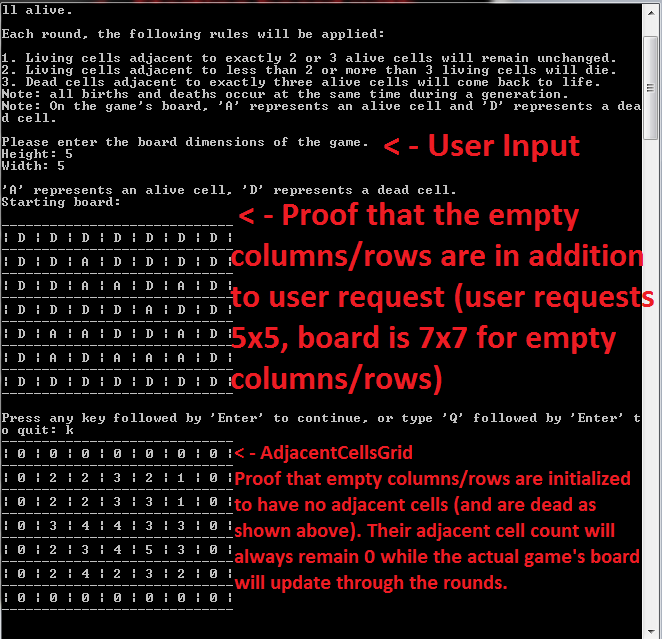 ll alive.
Each round, the following rules will be applied:
1. Living cells adjacent to exactly 2 or 3 alive cells will remain unchanged.
2. Living cells adjacent to less than 2 or more than 3 living cells will die.
3. Dead cells adjacent to exactly three alive cells will come back to life.
Note: all births and deaths occur at the same time during a generation.
Note: On the game's board, 'A' represents an alive cell and 'D' represents a dea
d cell.
Please enter the board dimensions of the game.
< - User Input
Height: 5
Width: 5
'A' represents an alive cell, 'D' represents a dead cell.
Starting board:
< - Proof that the empty
columns/rows are in addition
to user request (user requests
5x5, board is 7x7 for empty
columns/rows)
¦ D ¦ D ¦ D ¦ D ¦ D ¦ D ¦ D ¦
¦ D ¦ D ¦ A ¦ D ¦ D ¦ D ¦ D ¦
¦ D ¦ D ¦ A ¦ D ¦ A ¦ A ¦ D ¦
¦ D ¦ D ¦ D ¦ D ¦ A ¦ D ¦ D ¦
¦ D ¦ A ¦ A ¦ D ¦ D ¦ A ¦ D ¦
¦ D ¦ A ¦ D ¦ A ¦ A ¦ A ¦ D ¦
¦ D ¦ D ¦ D ¦ D ¦ D ¦ D ¦ D ¦
Press any key followed by 'Enter' to continue, or type 'Q' followed by 'Enter' t
o quit: k
¦ 0 ¦ 0 ¦ 0 ¦ 0 ¦ 0 ¦ 0 ¦ 0 ¦
¦ 0 ¦ 2 ¦ 2 ¦ 3 ¦ 2 ¦ 1 ¦ 0 ¦
¦ 0 ¦ 2 ¦ 2 ¦ 3 ¦ 3 ¦ 1 ¦ 0 ¦
¦ 0 ¦ 3 ¦ 4 ¦ 4 ¦ 3 ¦ 3 ¦ 0 ¦
¦ 0 ¦ 2 ¦ 3 ¦ 4 ¦ 5 ¦ 3 ¦ 0 ¦
¦ 0 ¦ 2 ¦ 4 ¦ 2 ¦ 3 ¦ 2 ¦ 0 ¦
¦ 0 ¦ 0 ¦ 0 ¦ 0 ¦ 0 ¦ 0 ¦ 0 ¦
< - AdjacentCellsGrid
Proof that empty columns/rows are initialized
to have no adjacent cells (and are dead as
shown above). Their adjacent cell count will
always remain 0 while the actual game's board
will update through the rounds.